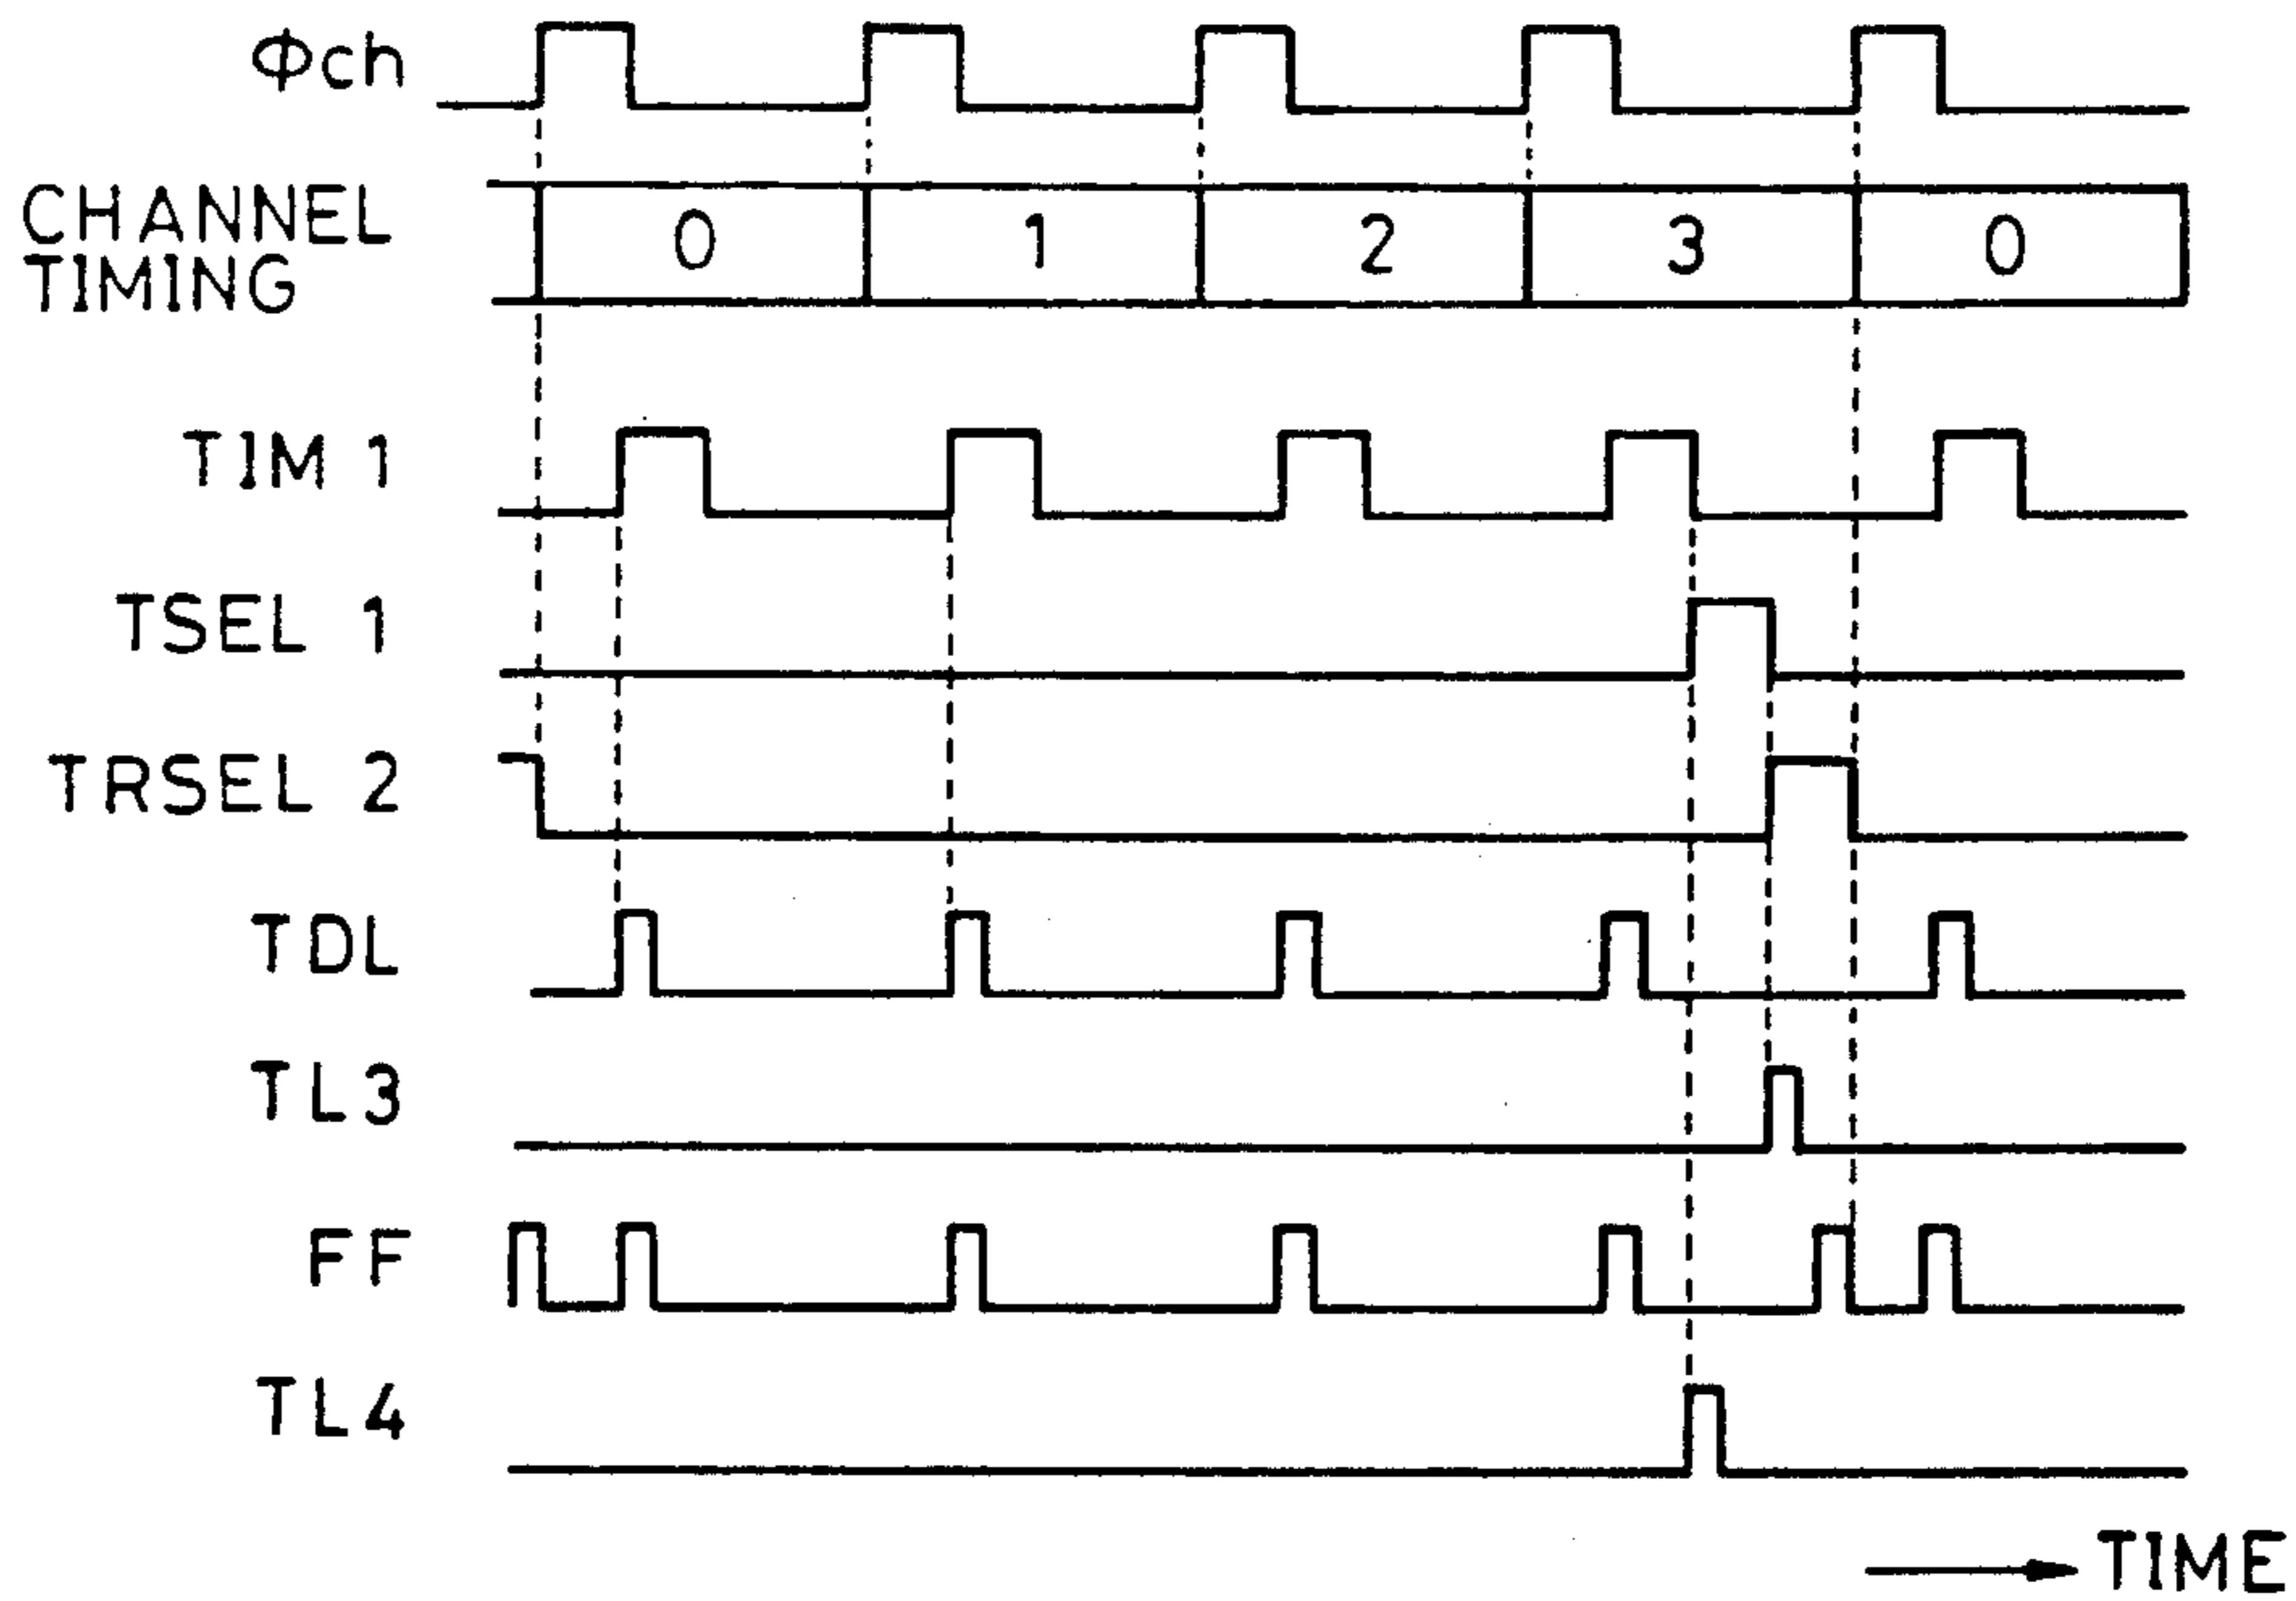 Φch
CHANNEL
TIMING
0 1 2 3 0
TIM 1
TSEL 1
TRSEL 2
TDL
TL3
FF
TL4
TIME